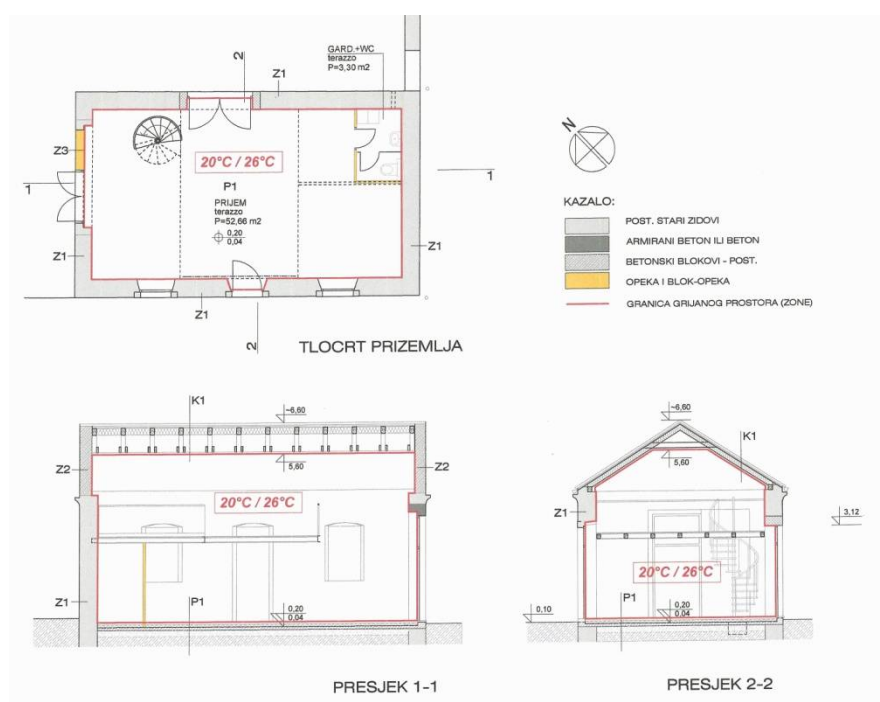 GARD.+WC
terazzo
P=3,30 m2
2
Z1
Z3
20°C / 26°C
1
1
P1
PRIJEM
terazzo
P=52,66 m2
0,20
0,04
Z1
Z1
Z1
2
TLOCRT PRIZEMLJA
N
KAZALO:
POST. STARI ZIDOVI
ARMIRANI BETON ILI BETON
BETONSKI BLOKOVI - POST.
OPEKA I BLOK-OPEKA
GRANICA GRIJANOG PROSTORA (ZONE)
K1
~6,60
5,60
Z2
Z2
20°C / 26°C
Z1
P1
0,20
0,04
PRESJEK 1-1
~6,60
K1
5,60
Z1
3,12
20°C / 26°C
P1
0,10
0,20
0,04
PRESJEK 2-2